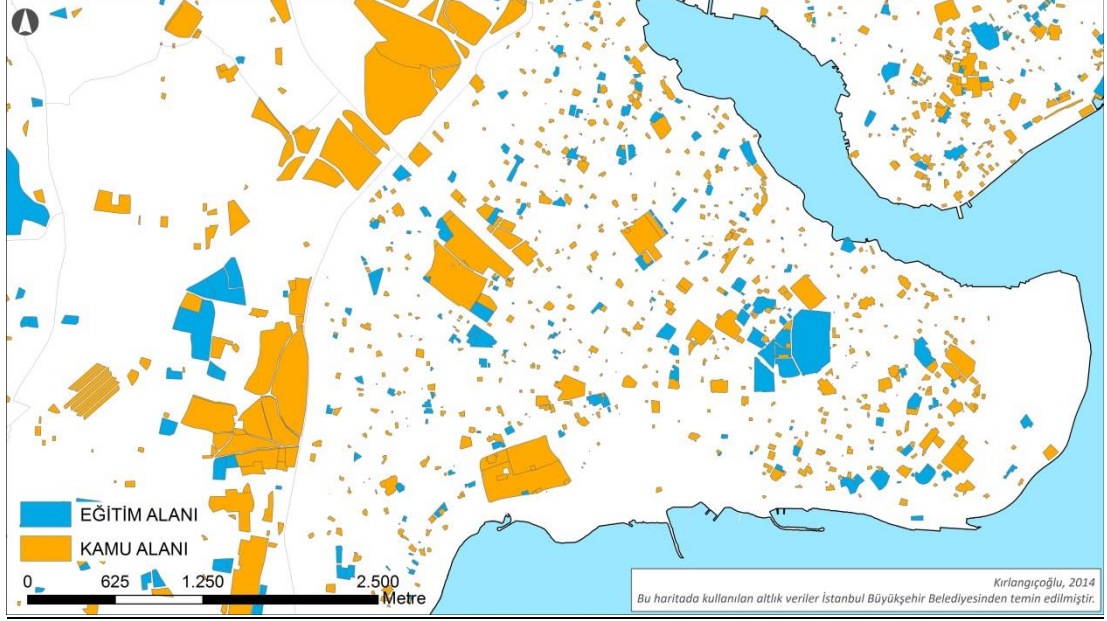 EĞİTİM ALANI
KAMU ALANI
0 625 1.250 2.500
Metre
Kırlangıçoğlu, 2014
Bu haritada kullanılan altlık veriler İstanbul Büyükşehir Belediyesinden temin edilmiştir.